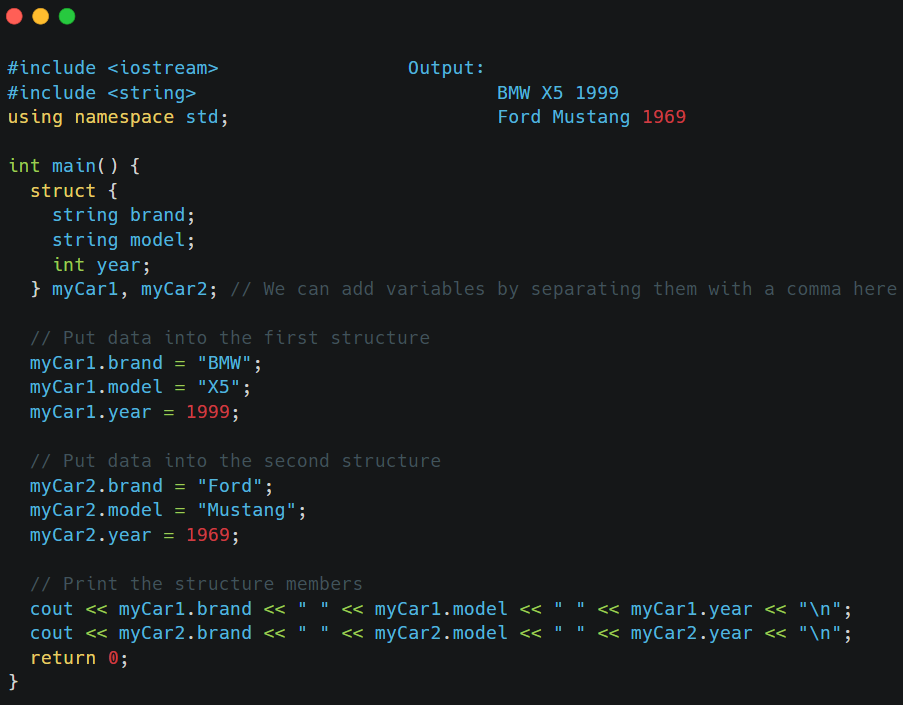 #include <iostream> Output:
#include <string> BMW X5 1999
using namespace std; Ford Mustang 1969
int main() {
struct {
string brand;
string model;
int year;
} myCar1, myCar2; // We can add variables by separating them with a comma here
// Put data into the first structure
myCar1.brand = "BMW";
myCar1.model = "X5";
myCar1.year = 1999;
// Put data into the second structure
myCar2.brand = "Ford";
myCar2.model = "Mustang";
myCar2.year = 1969;
// Print the structure members
cout << myCar1.brand << " " << myCar1.model << " " << myCar1.year << "\n";
cout << myCar2.brand << " " << myCar2.model << " " << myCar2.year << "\n";
return 0;
}